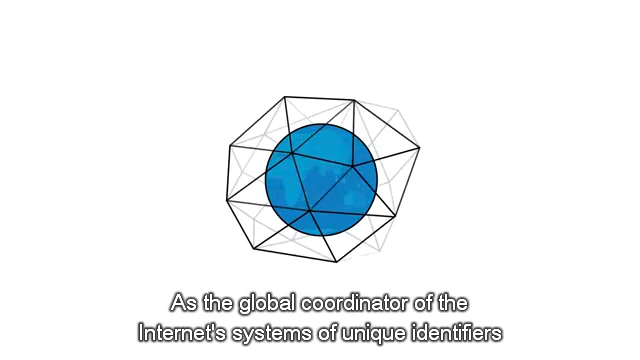 As the global coordinator of the
Internet's systems of unique identifiers